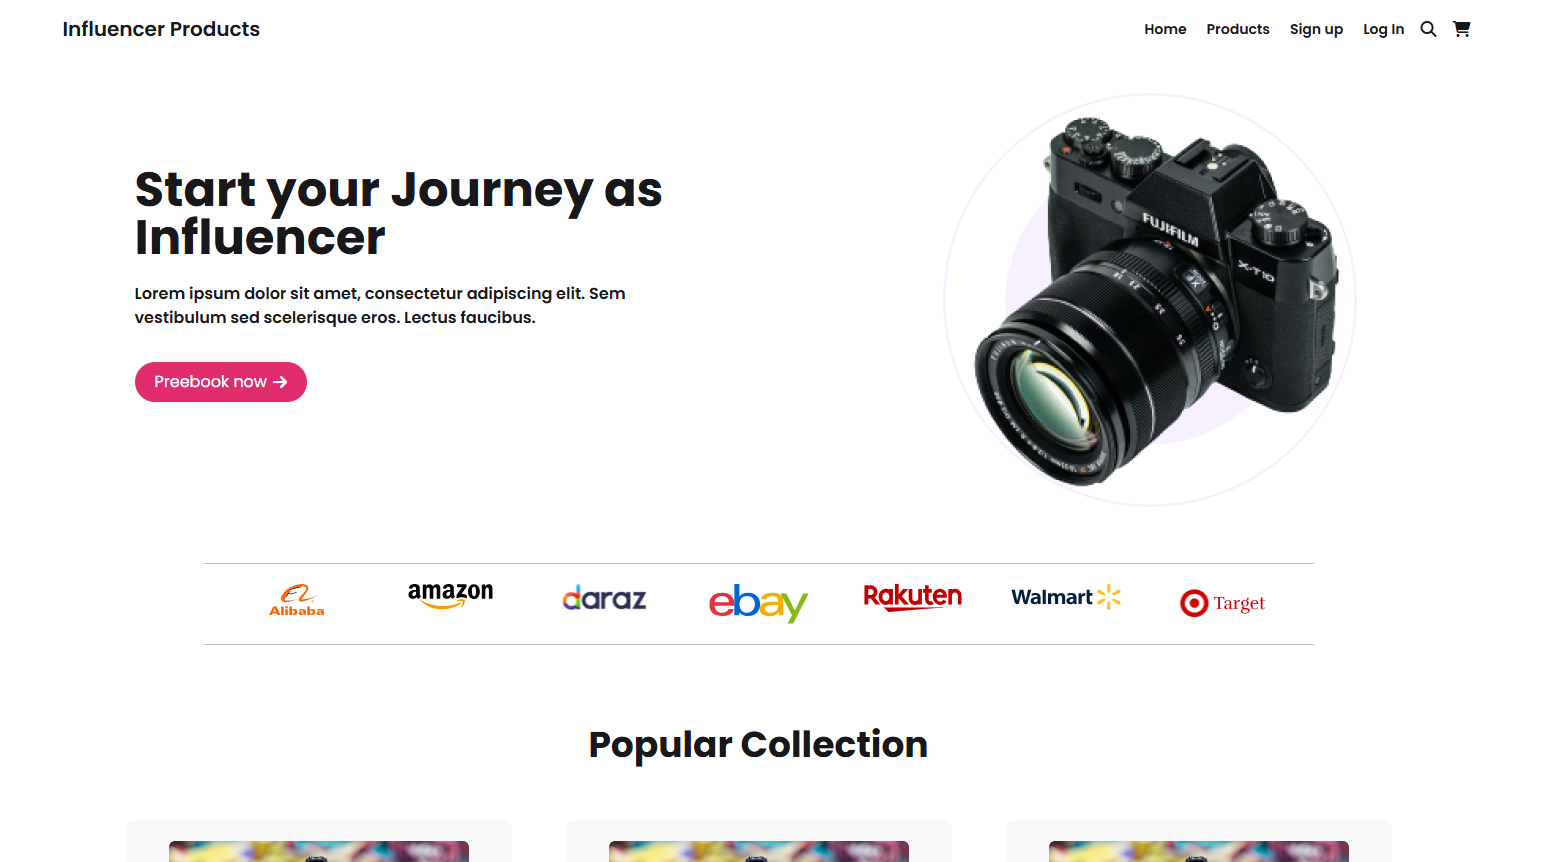 Influencer Products
Home Products Sign up Log In
Start your Journey as
Influencer
Lorem ipsum dolor sit amet, consectetur adipiscing elit. Sem
vestibulum sed scelerisque eros. Lectus faucibus.
Preebook now
FUJIFILM
X-T10
XF
Alibaba
amazon
daraz
ebay
Rakuten
Walmart
Target
Popular Collection